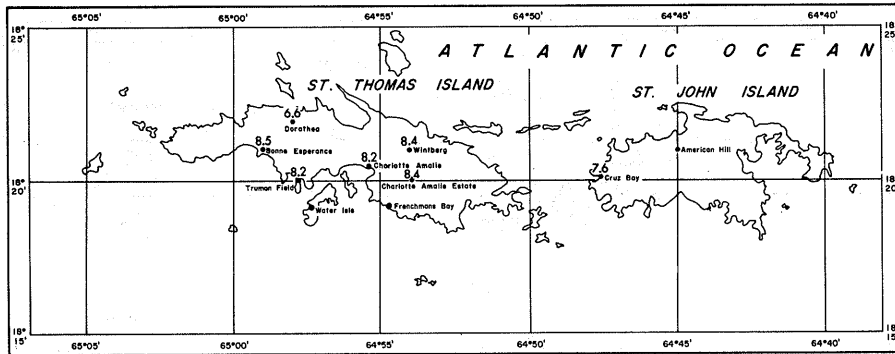 65°05' 65°00' 64°55' 64°50' 64°45' 64°40'
18° 25' 18° 25'
A T L A N T I C O C E A N
ST. THOMAS ISLAND
ST. JOHN ISLAND
6.6
Dorothea
8.5
Bonne Esperance
8.4
Wintberg
American Hill
8.2
Charlotte Amalie
8.2
Truman Field
8.4
Charlotte Amalie Estate
7.6
Cruz Bay
18° 20' 18° 20'
Water Isle
Frenchmans Bay
18° 15' 18° 15'
65°05' 65°00' 64°55' 64°50' 64°45' 64°40'